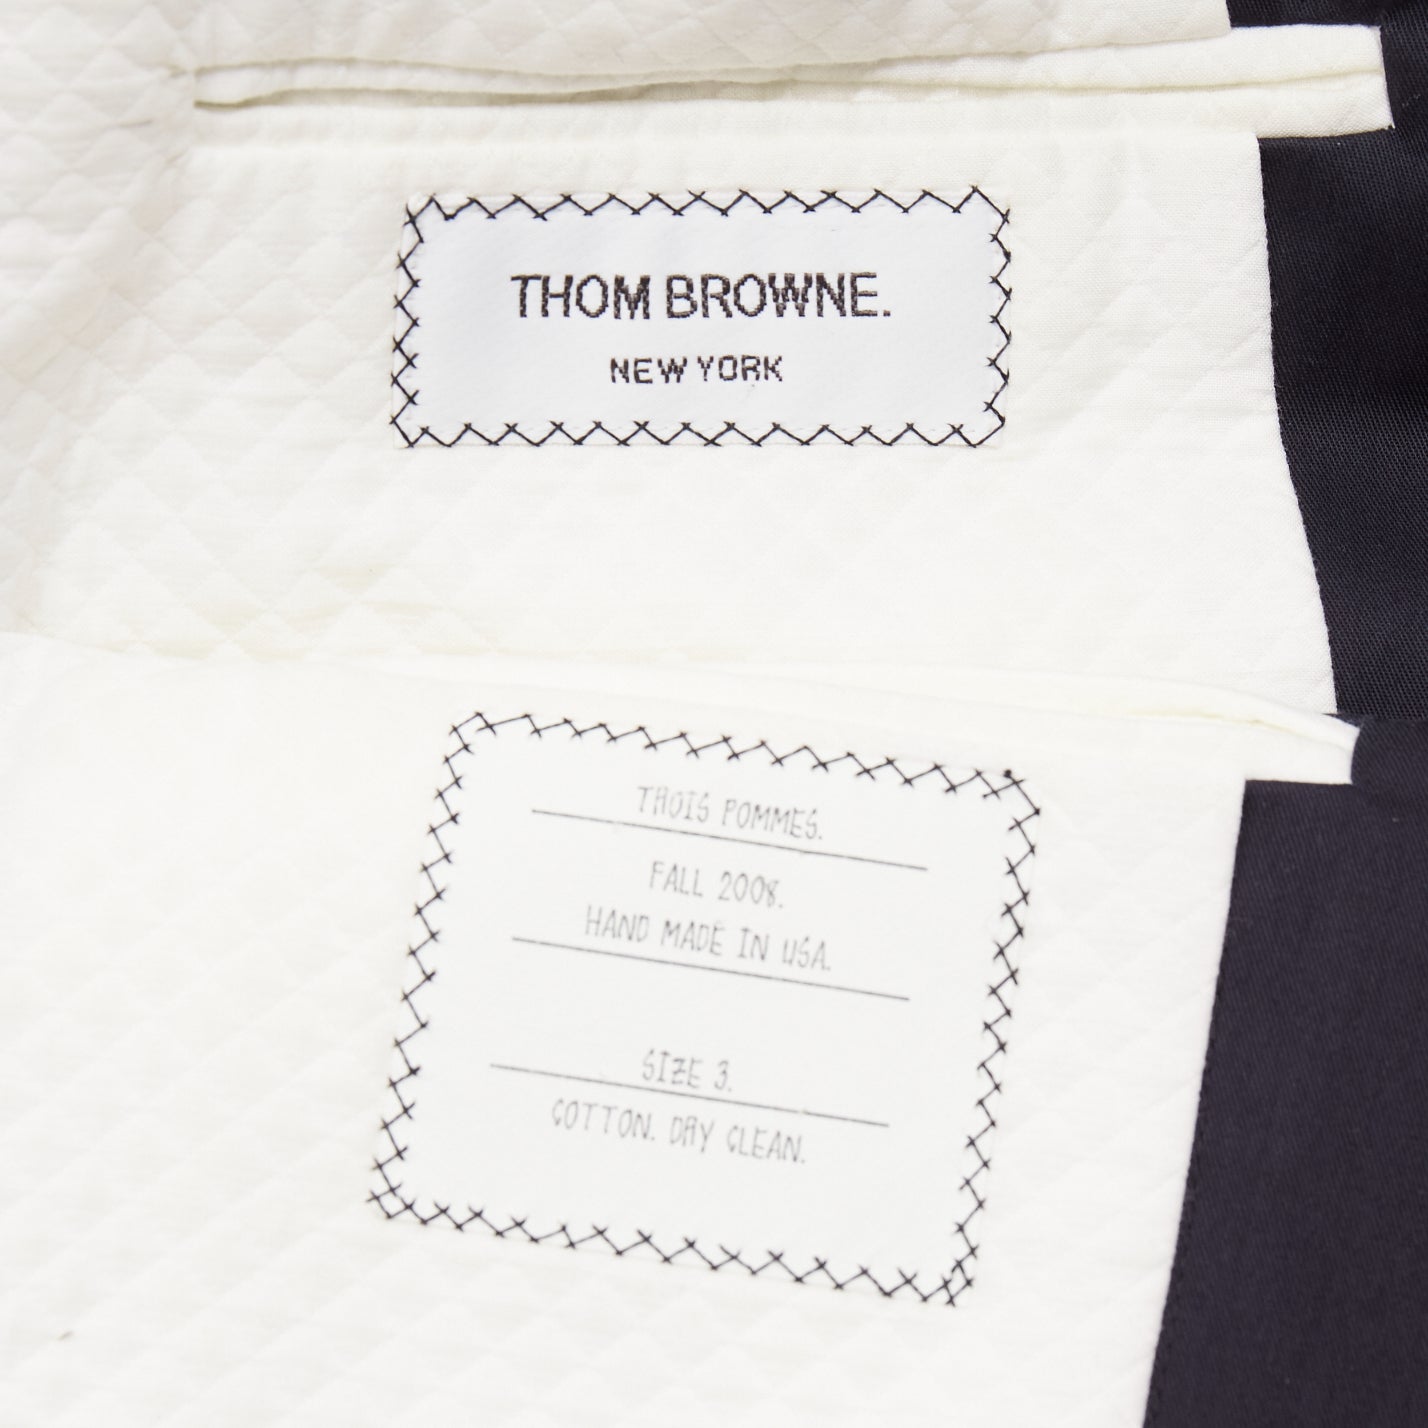 THOM BROWNE.
NEW YORK
TROIS POMMES.
FALL 2008.
HAND MADE IN USA.
SIZE 3.
COTTON. DRY CLEAN.